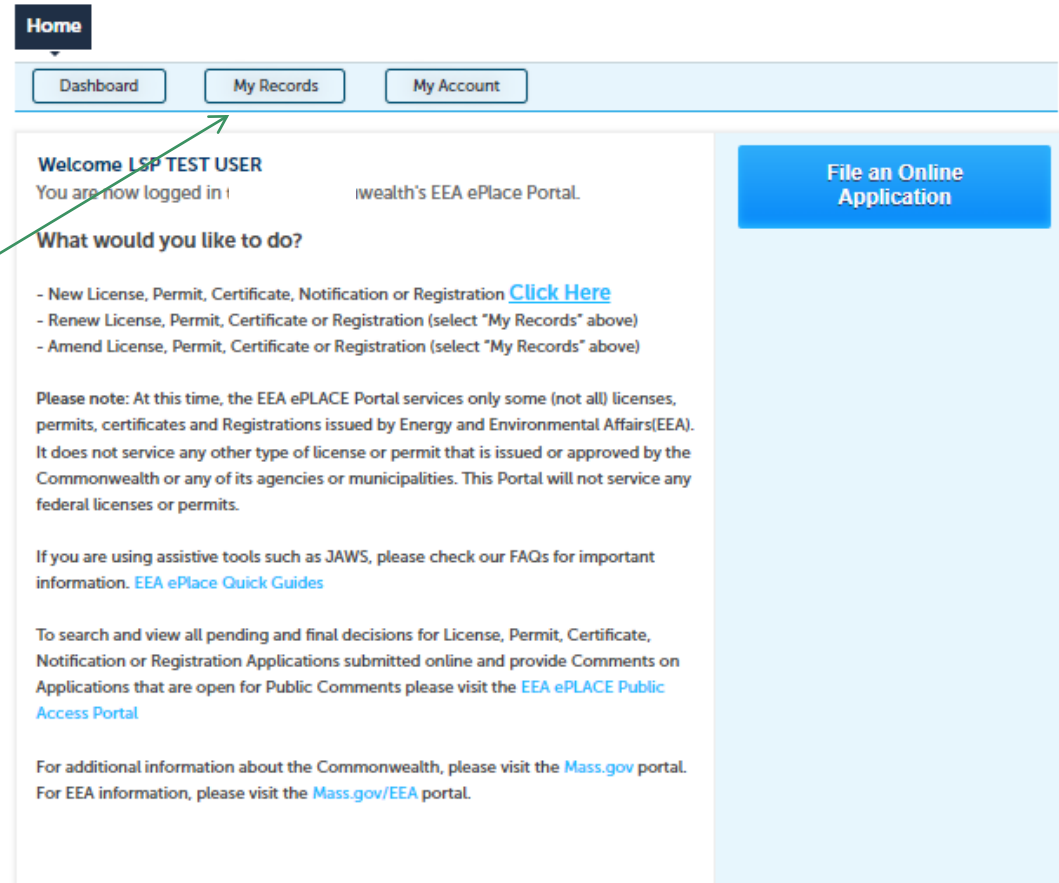 Home
Dashboard My Records My Account
Welcome LSP TEST USER
You are now logged in wealth's EEA ePlace Portal.
File an Online
Application
What would you like to do?
- New License, Permit, Certificate, Notification or Registration Click Here
- Renew License, Permit, Certificate or Registration (select "My Records" above)
- Amend License, Permit, Certificate or Registration (select "My Records" above)
Please note: At this time, the EEA ePLACE Portal services only some (not all) licenses,
permits, certificates and Registrations issued by Energy and Environmental Affairs(EEA).
It does not service any other type of license or permit that is issued or approved by the
Commonwealth or any of its agencies or municipalities. This Portal will not service any
federal licenses or permits.
If you are using assistive tools such as JAWS, please check our FAQs for important
information. EEA ePlace Quick Guides
To search and view all pending and final decisions for License, Permit, Certificate,
Notification or Registration Applications submitted online and provide Comments on
Applications that are open for Public Comments please visit the EEA ePLACE Public
Access Portal
For additional information about the Commonwealth, please visit the Mass.gov portal.
For EEA information, please visit the Mass.gov/EEA portal.